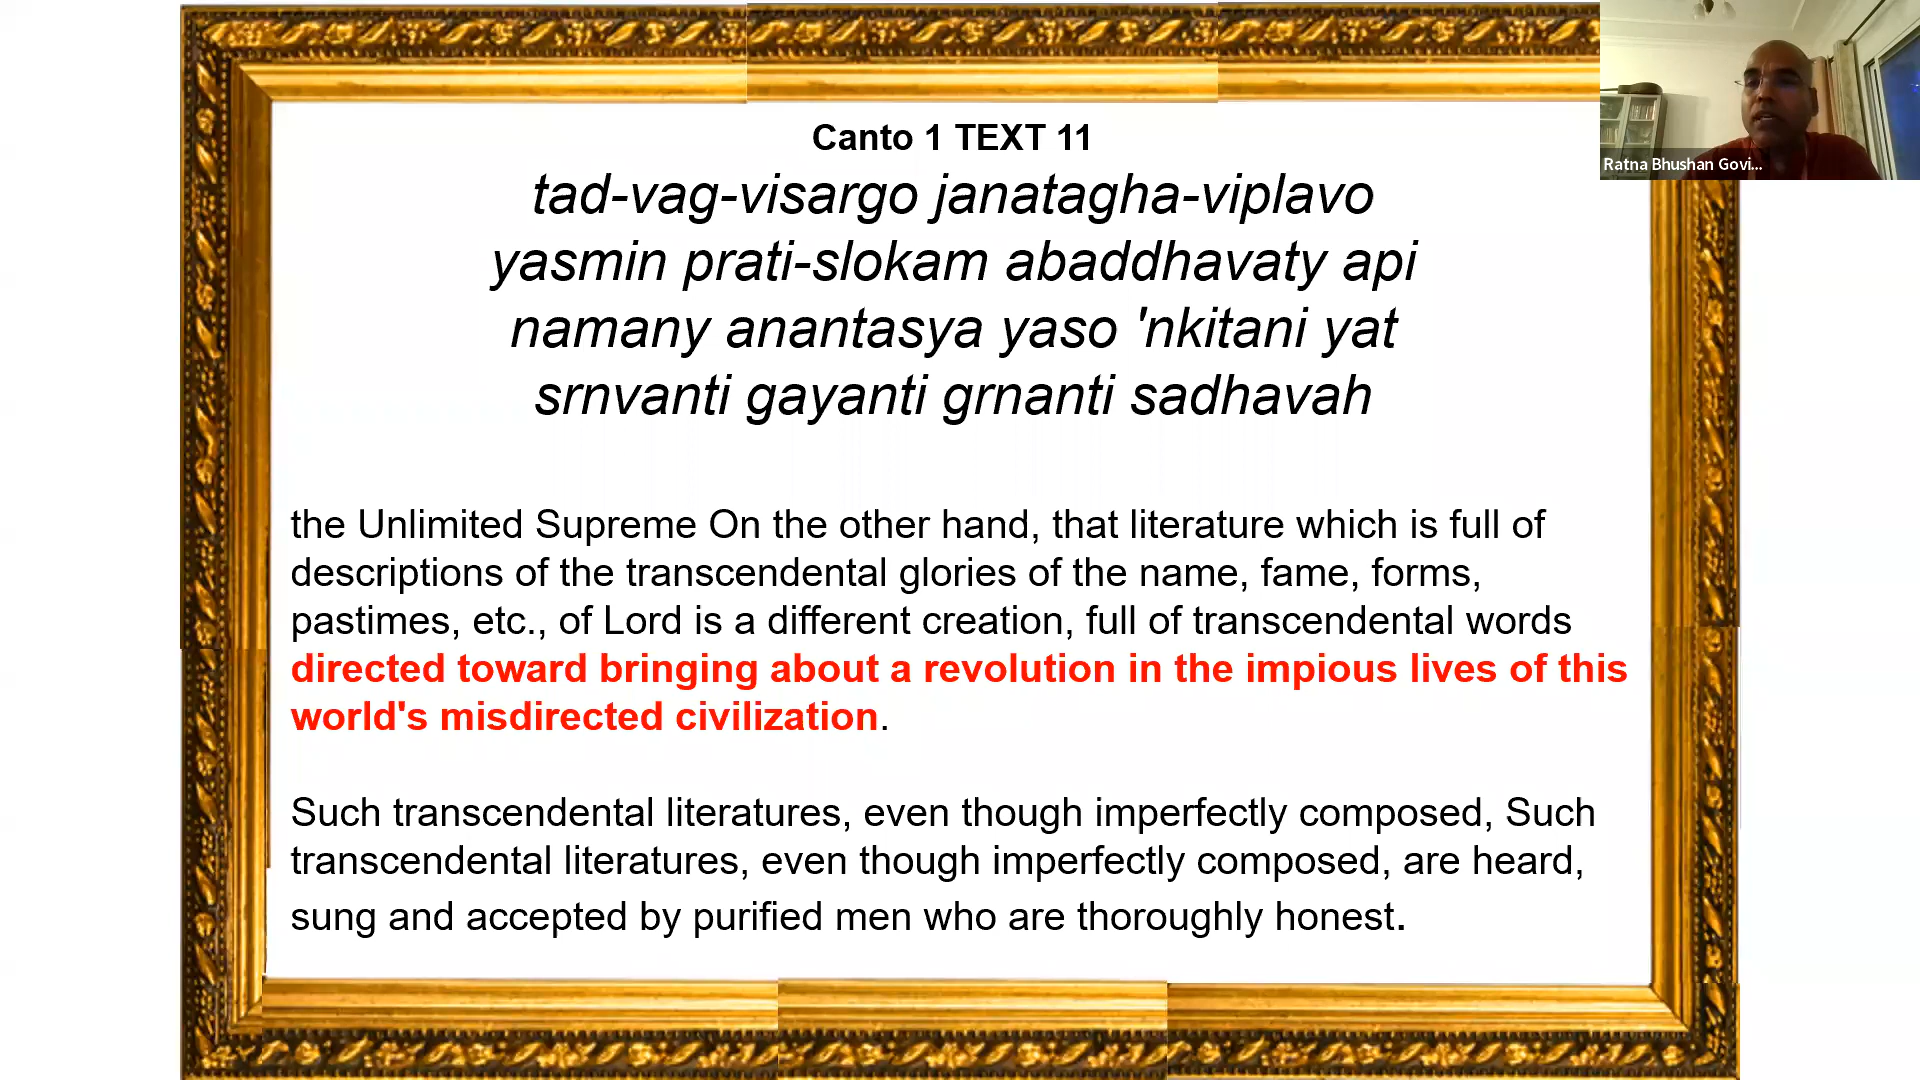 Canto 1 TEXT 11
tad-vag-visargo janatagha-viplavo
yasmin prati-slokam abaddhavaty api
namany anantasya yaso 'nkitani yat
srnvanti gayanti grnanti sadhavah
the Unlimited Supreme On the other hand, that literature which is full of
descriptions of the transcendental glories of the name, fame, forms,
pastimes, etc., of Lord is a different creation, full of transcendental words
directed toward bringing about a revolution in the impious lives of this
world's misdirected civilization.
Such transcendental literatures, even though imperfectly composed, Such
transcendental literatures, even though imperfectly composed, are heard,
sung and accepted by purified men who are thoroughly honest.
Ratna Bhushan Govi...